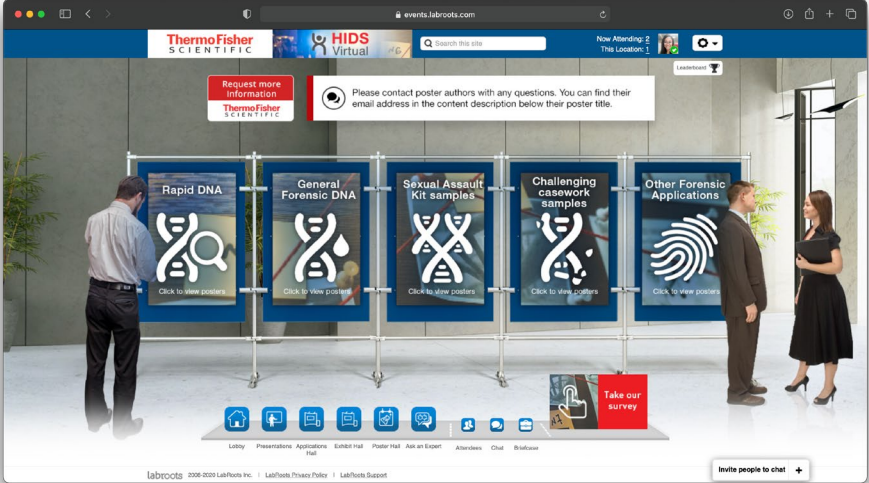 events.labroots.com
ThermoFisher
SCIENTIFIC
HIDS
Virtual
Search this site
Now Attending: 2
This Location: 1
Leaderboard
Request more
Information
ThermoFisher
SCIENTIFIC
Please contact poster authors with any questions. You can find their
email address in the content description below their poster title.
Rapid DNA
Click to view posters
General
Forensic DNA
Click to view posters
Sexual Assault
Kit samples
Click to view posters
Challenging
casework
samples
Click to view posters
Other Forensic
Applications
Click to view posters
Take our
survey
Lobby
Presentations
Applications
Hall
Exhibit Hall
Poster Hall
Ask an Expert
Attendees
Chat
Briefcase
labroots 2008-2020 LabRoots Inc. | LabRoots Privacy Policy | LabRoots Support
Invite people to chat +